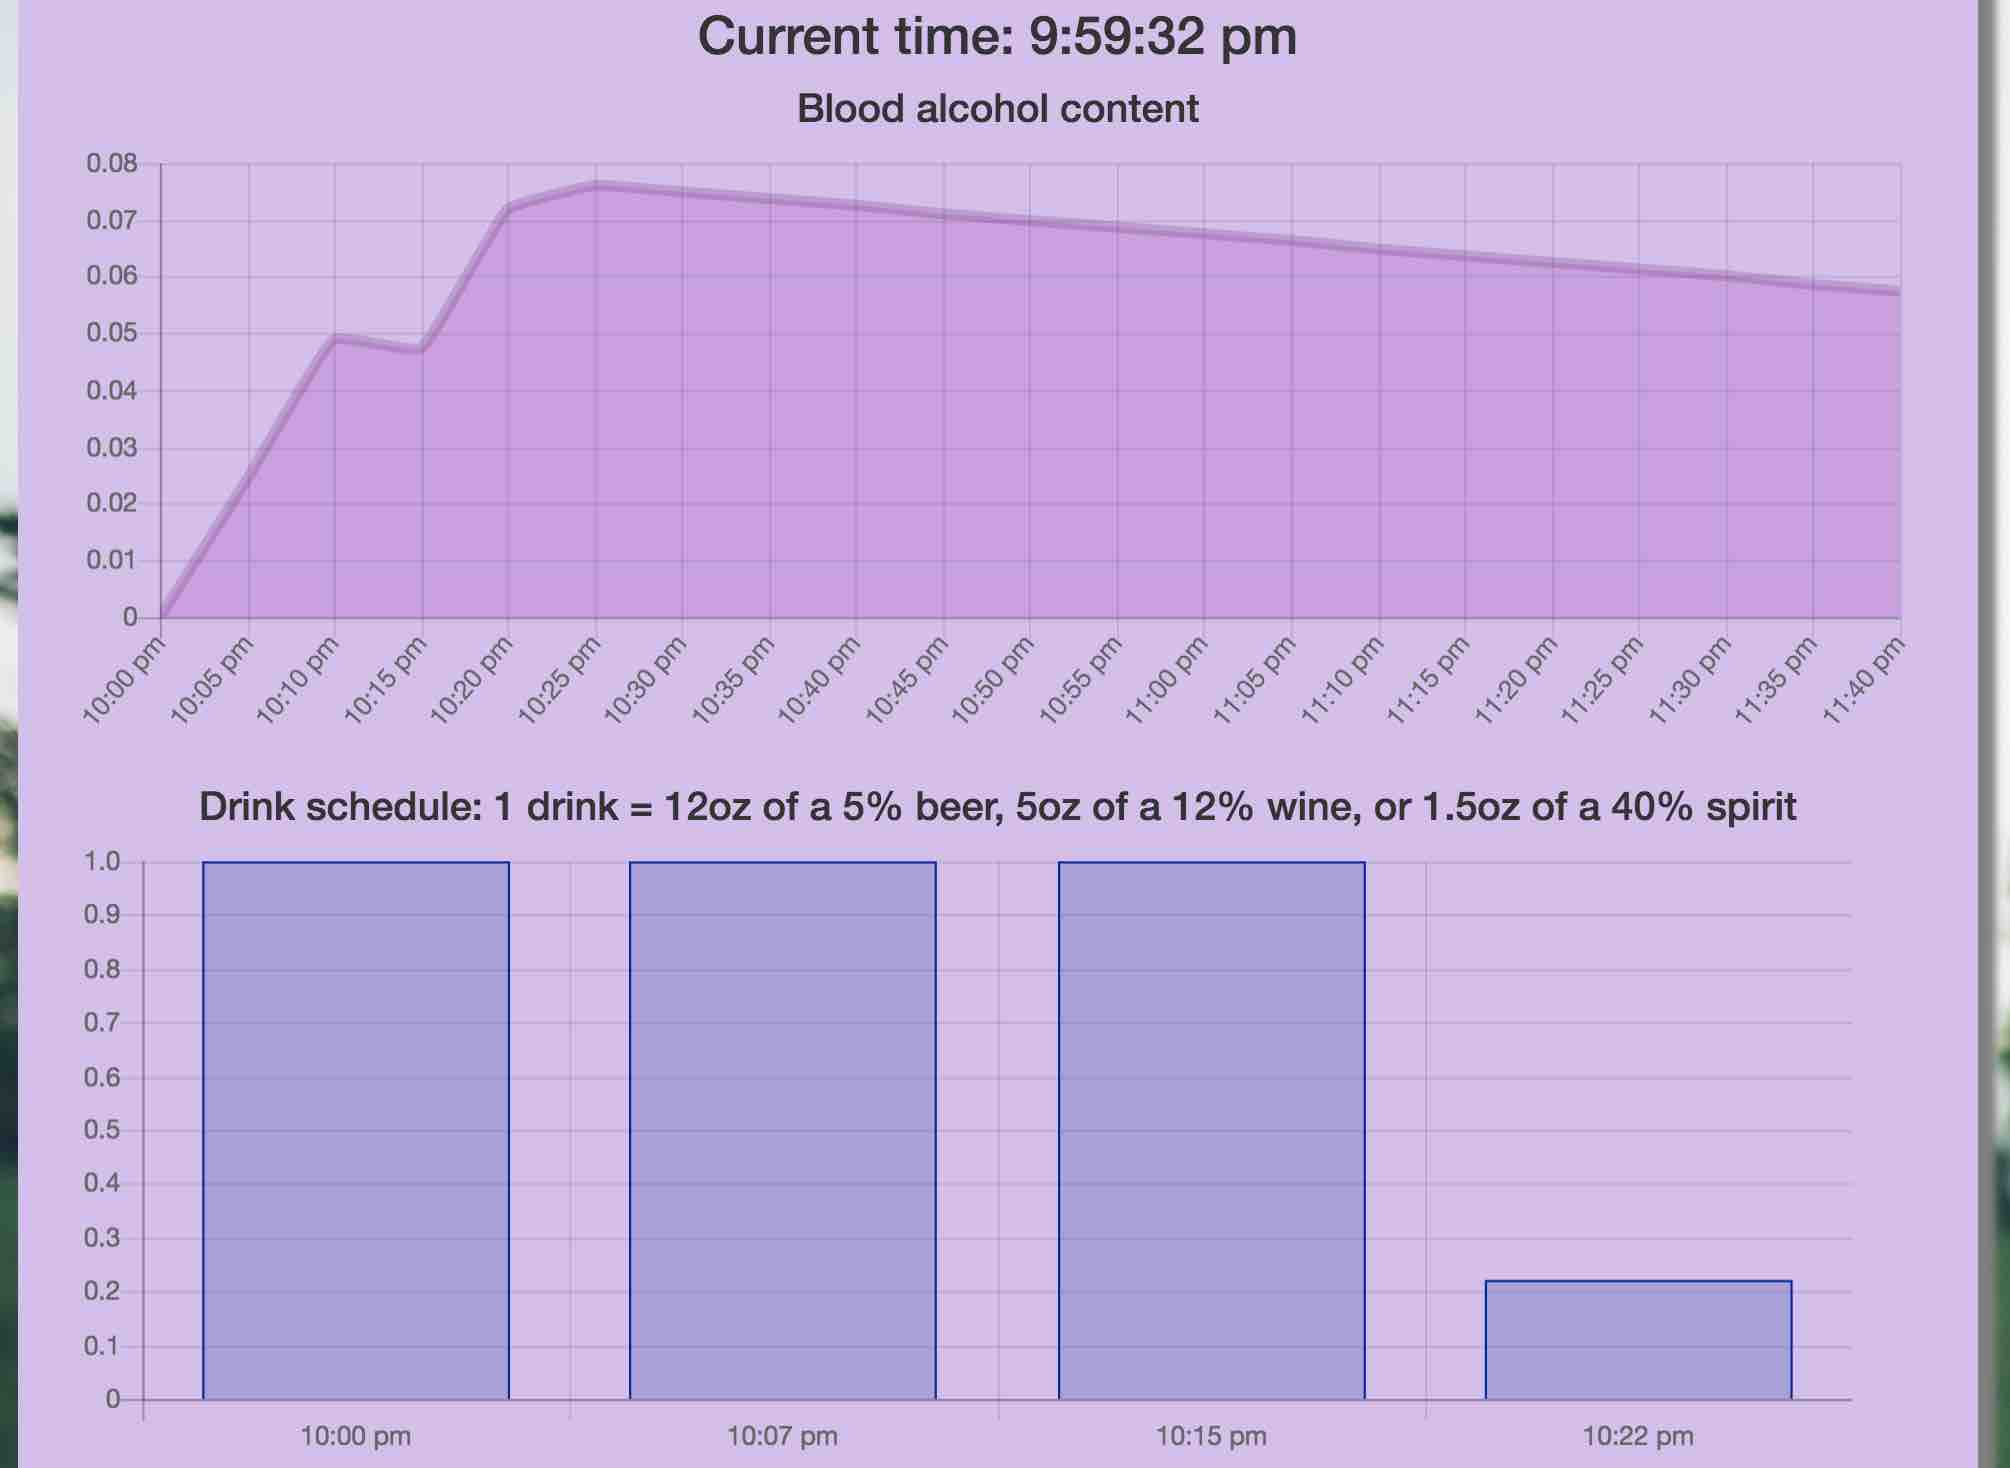 Current time: 9:59:32 pm
Blood alcohol content
0.08
0.07
0.06
0.05
0.04
0.03
0.02
0.01
0
10:00 pm
10:05 pm
10:10 pm
10:15 pm
10:20 pm
10:25 pm
10:30 pm
10:35 pm
10:40 pm
10:45 pm
10:50 pm
10:55 pm
11:00 pm
11:05 pm
11:10 pm
11:15 pm
11:20 pm
11:25 pm
11:30 pm
11:35 pm
11:40 pm
Drink schedule: 1 drink = 12oz of a 5% beer, 5oz of a 12% wine, or 1.5oz of a 40% spirit
1.0
0.9
0.8
0.7
0.6
0.5
0.4
0.3
0.2
0.1
0
10:00 pm
10:07 pm
10:15 pm
10:22 pm